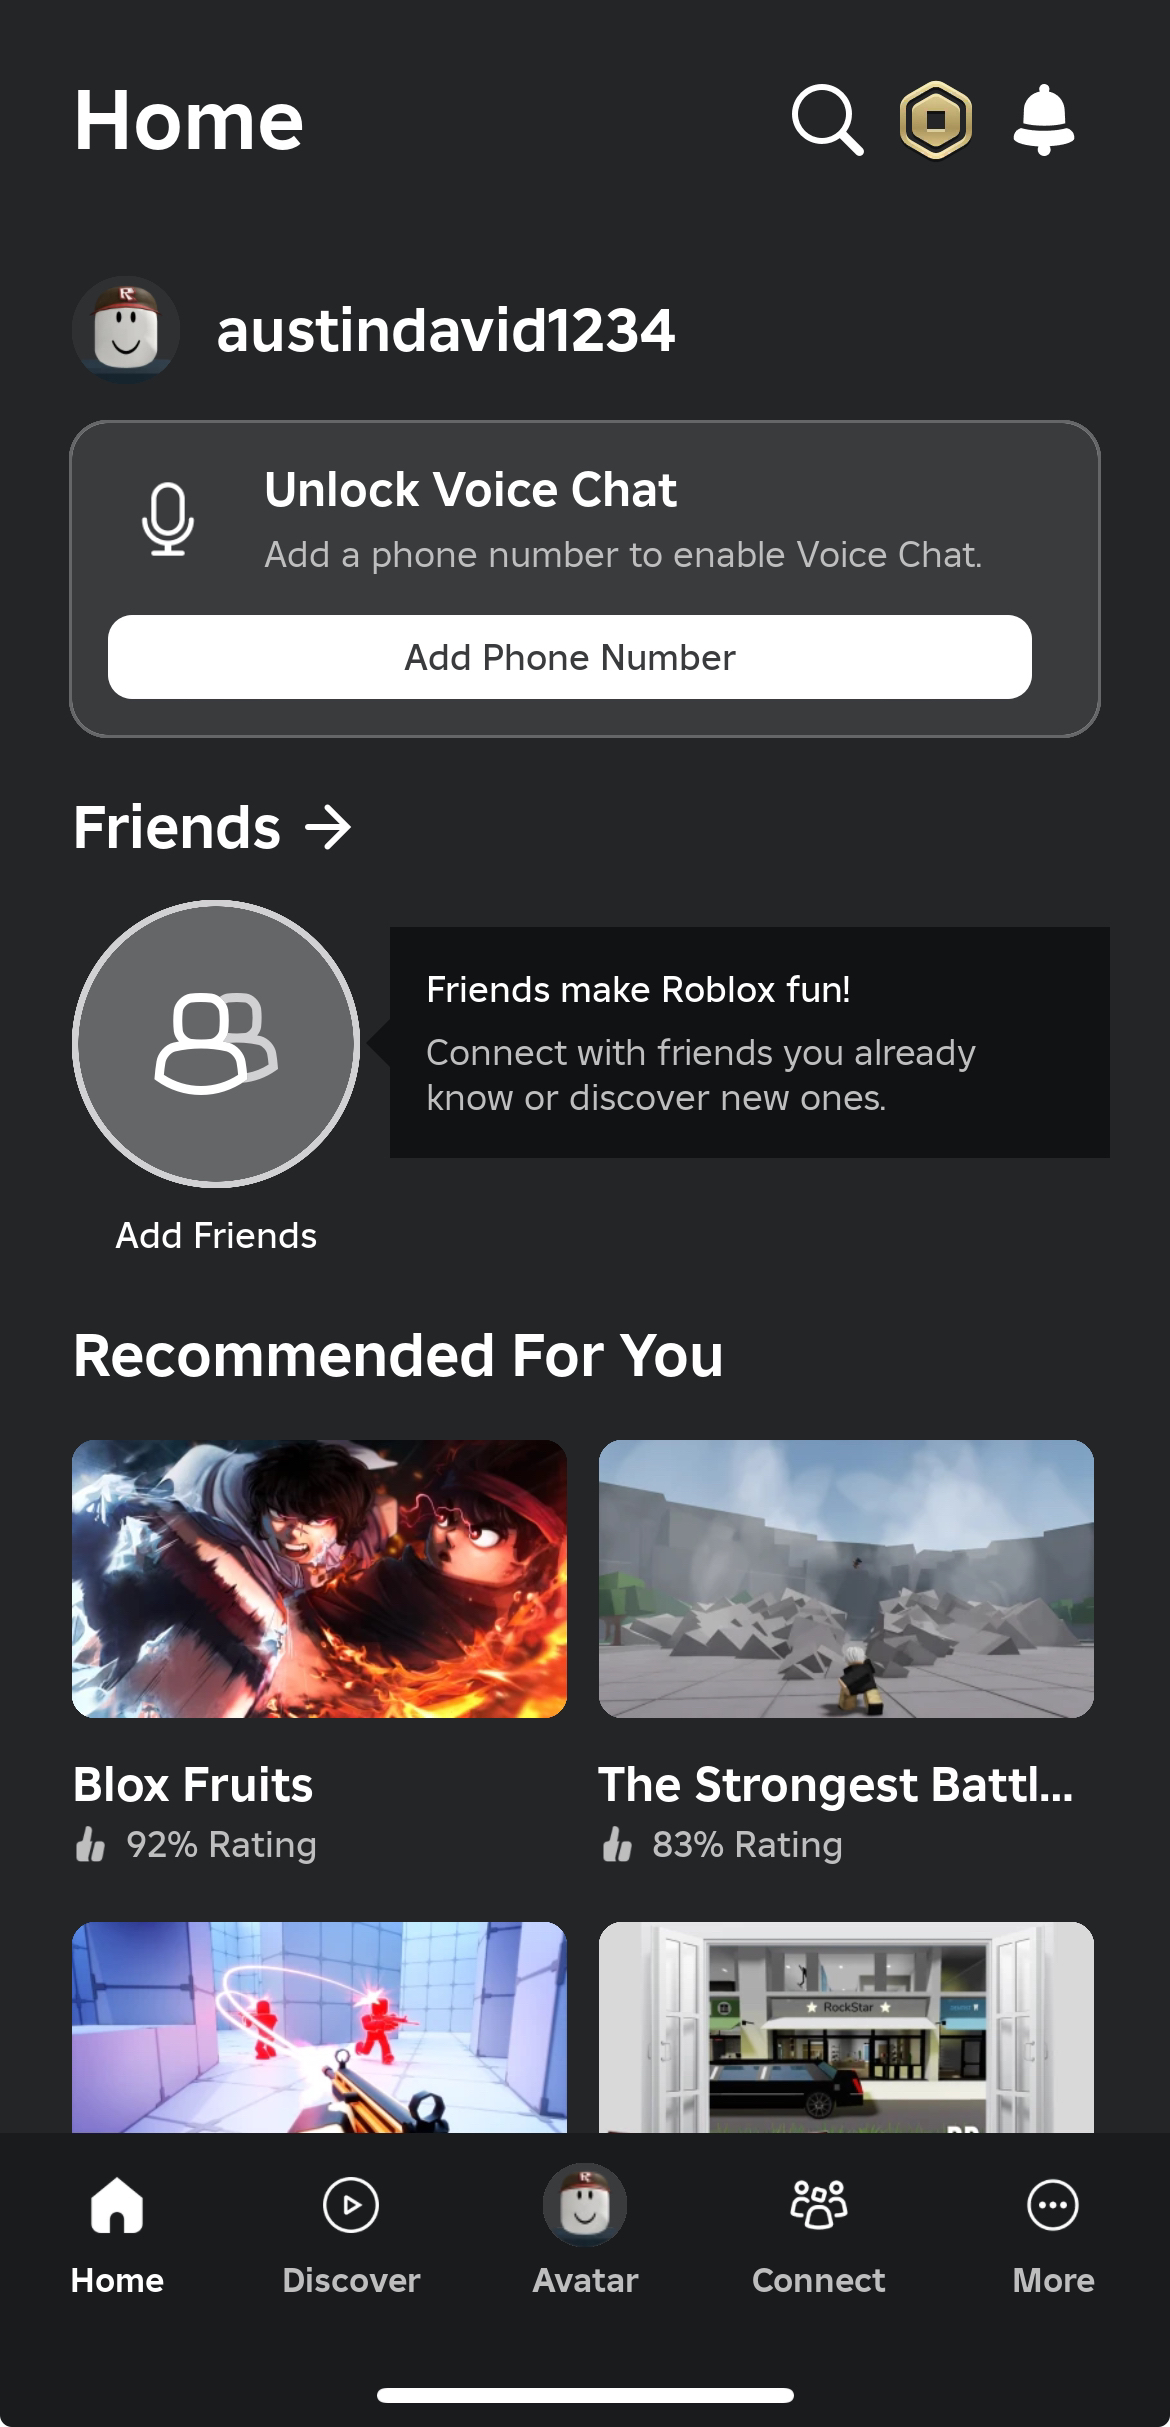 Home
austindavid1234
Unlock Voice Chat
Add a phone number to enable Voice Chat.
Add Phone Number
Friends
Friends make Roblox fun!
Connect with friends you already
know or discover new ones.
Add Friends
Recommended For You
Blox Fruits
The Strongest Battl...
92% Rating
83% Rating
RockStar
Home
Discover
Avatar
Connect
More